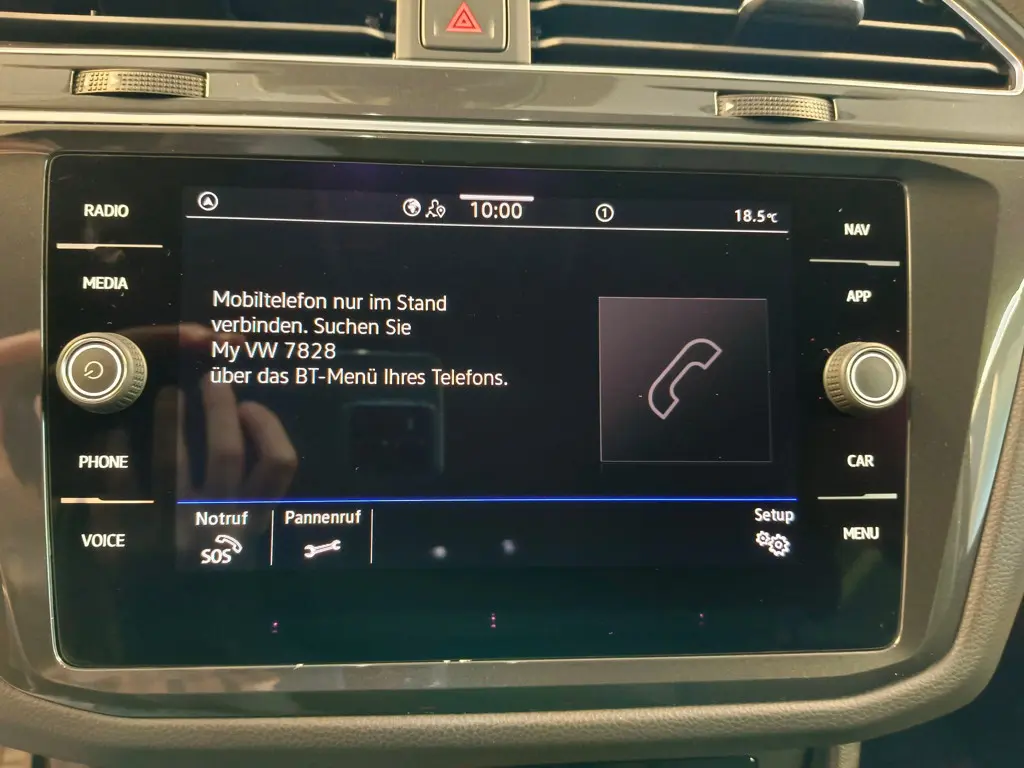 RADIO
MEDIA
PHONE
VOICE
10:00
1
18.5°C
Mobiltelefon nur im Stand
verbinden. Suchen Sie
My VW 7828
über das BT-Menü Ihres Telefons.
Notruf
SOS
Pannenruf
Setup
NAV
APP
CAR
MENU